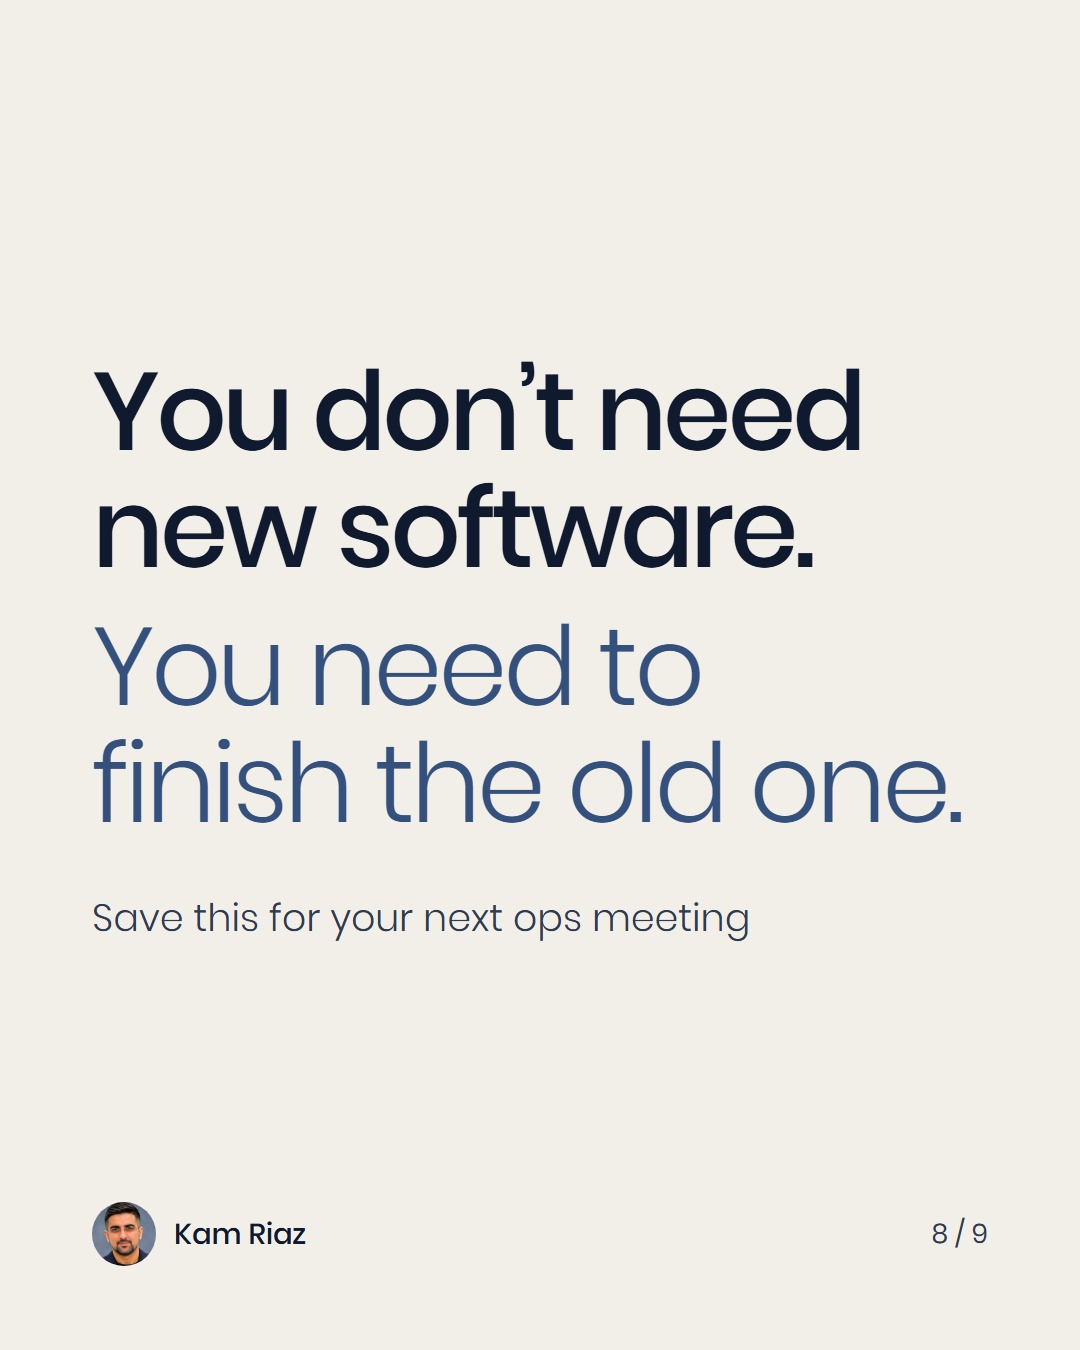 You don’t need
new software.
You need to
finish the old one.
Save this for your next ops meeting
Kam Riaz
8 / 9